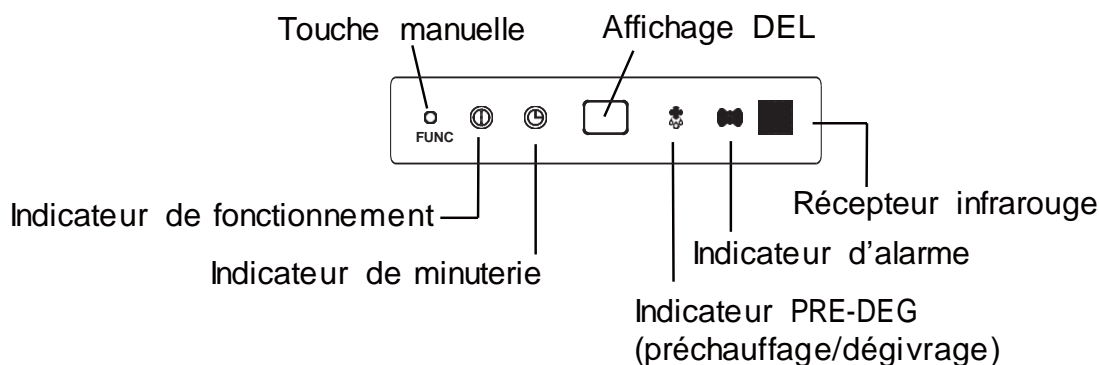 Touche manuelle
Affichage DEL
FUNC
Indicateur de fonctionnement
Récepteur infrarouge
Indicateur d'alarme
Indicateur de minuterie
Indicateur PRE-DEG
(préchauffage/dégivrage)